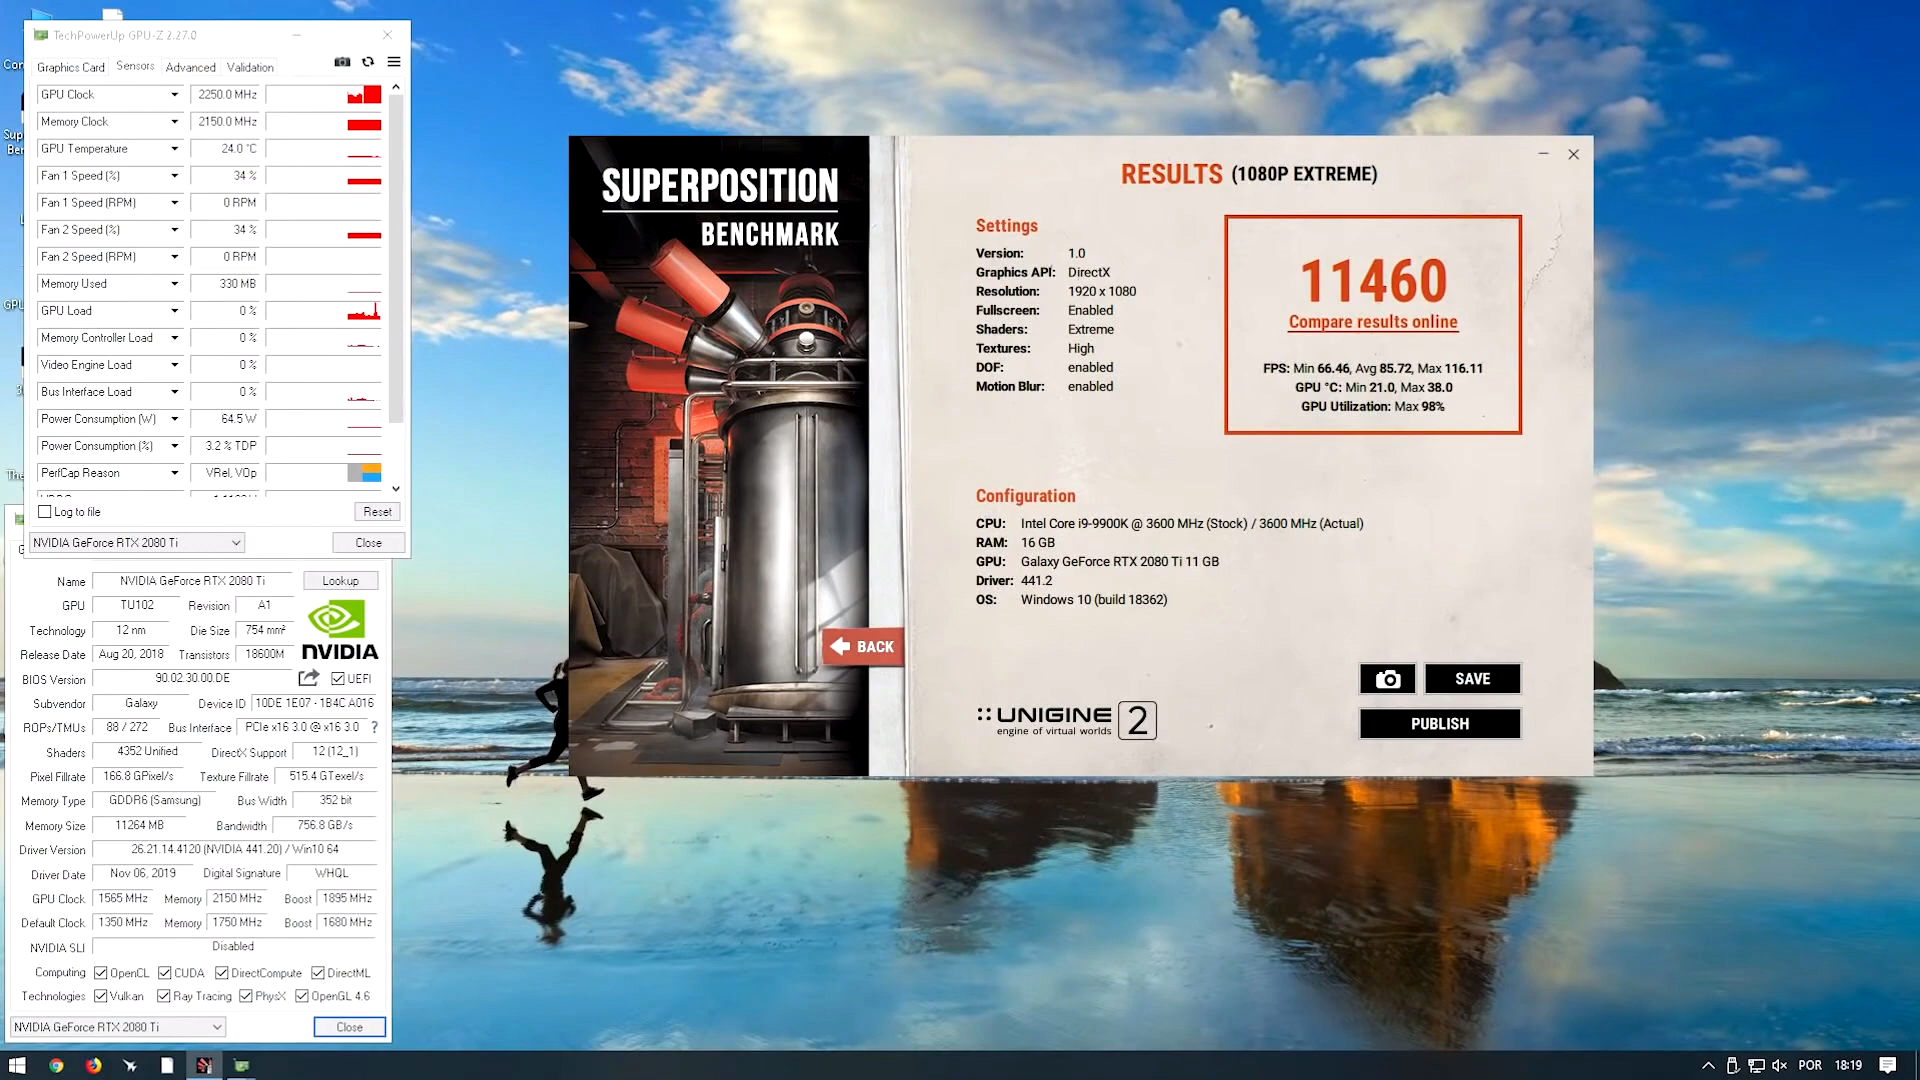 TechPowerUp GPU-Z 2.27.0
Graphics Card Sensors Advanced Validation
GPU Clock 2250.0 MHz
Memory Clock 2150.0 MHz
GPU Temperature 24.0 °C
Fan 1 Speed (%) 34 %
Fan 1 Speed (RPM) 0 RPM
Fan 2 Speed (%) 34 %
Fan 2 Speed (RPM) 0 RPM
Memory Used 330 MB
GPU Load 0 %
Memory Controller Load 0 %
Video Engine Load 0 %
Bus Interface Load 0 %
Power Consumption (W) 64.5 W
Power Consumption (%) 3.2 % TDP
PerfCap Reason VRel, VOp
Log to file Reset
NVIDIA GeForce RTX 2080 Ti Close
Name NVIDIA GeForce RTX 2080 Ti Lookup
GPU TU102 Revision A1
Technology 12 nm Die Size 754 mm²
Release Date Aug 20, 2018 Transistors 18600M
NVIDIA
BIOS Version 90.02.30.00.DE UEFI
Subvendor Galaxy Device ID 10DE 1E07 - 1B4C A016
ROPs/TMUs 88 / 272 Bus Interface PCIe x16 3.0 @ x16 3.0 ?
Shaders 4352 Unified DirectX Support 12 (12_1)
Pixel Fillrate 166.8 GPixel/s Texture Fillrate 515.4 GTexel/s
Memory Type GDDR6 (Samsung) Bus Width 352 bit
Memory Size 11264 MB Bandwidth 756.8 GB/s
Driver Version 26.21.14.4120 (NVIDIA 441.20) / Win10 64
Driver Date Nov 06, 2019 Digital Signature WHQL
GPU Clock 1565 MHz Memory 2150 MHz Boost 1895 MHz
Default Clock 1350 MHz Memory 1750 MHz Boost 1680 MHz
NVIDIA SLI Disabled
Computing OpenCL CUDA DirectCompute DirectML
Technologies Vulkan Ray Tracing PhysX OpenGL 4.6
NVIDIA GeForce RTX 2080 Ti Close
SUPERPOSITION
BENCHMARK
BACK
RESULTS (1080P EXTREME)
Settings
Version: 1.0
Graphics API: DirectX
Resolution: 1920 x 1080
Fullscreen: Enabled
Shaders: Extreme
Textures: High
DOF: enabled
Motion Blur: enabled
11460
Compare results online
FPS: Min 66.46, Avg 85.72, Max 116.11
GPU °C: Min 21.0, Max 38.0
GPU Utilization: Max 98%
Configuration
CPU: Intel Core i9-9900K @ 3600 MHz (Stock) / 3600 MHz (Actual)
RAM: 16 GB
GPU: Galaxy GeForce RTX 2080 Ti 11 GB
Driver: 441.2
OS: Windows 10 (build 18362)
SAVE
PUBLISH
UNIGINE 2
engine of virtual worlds
POR 18:19